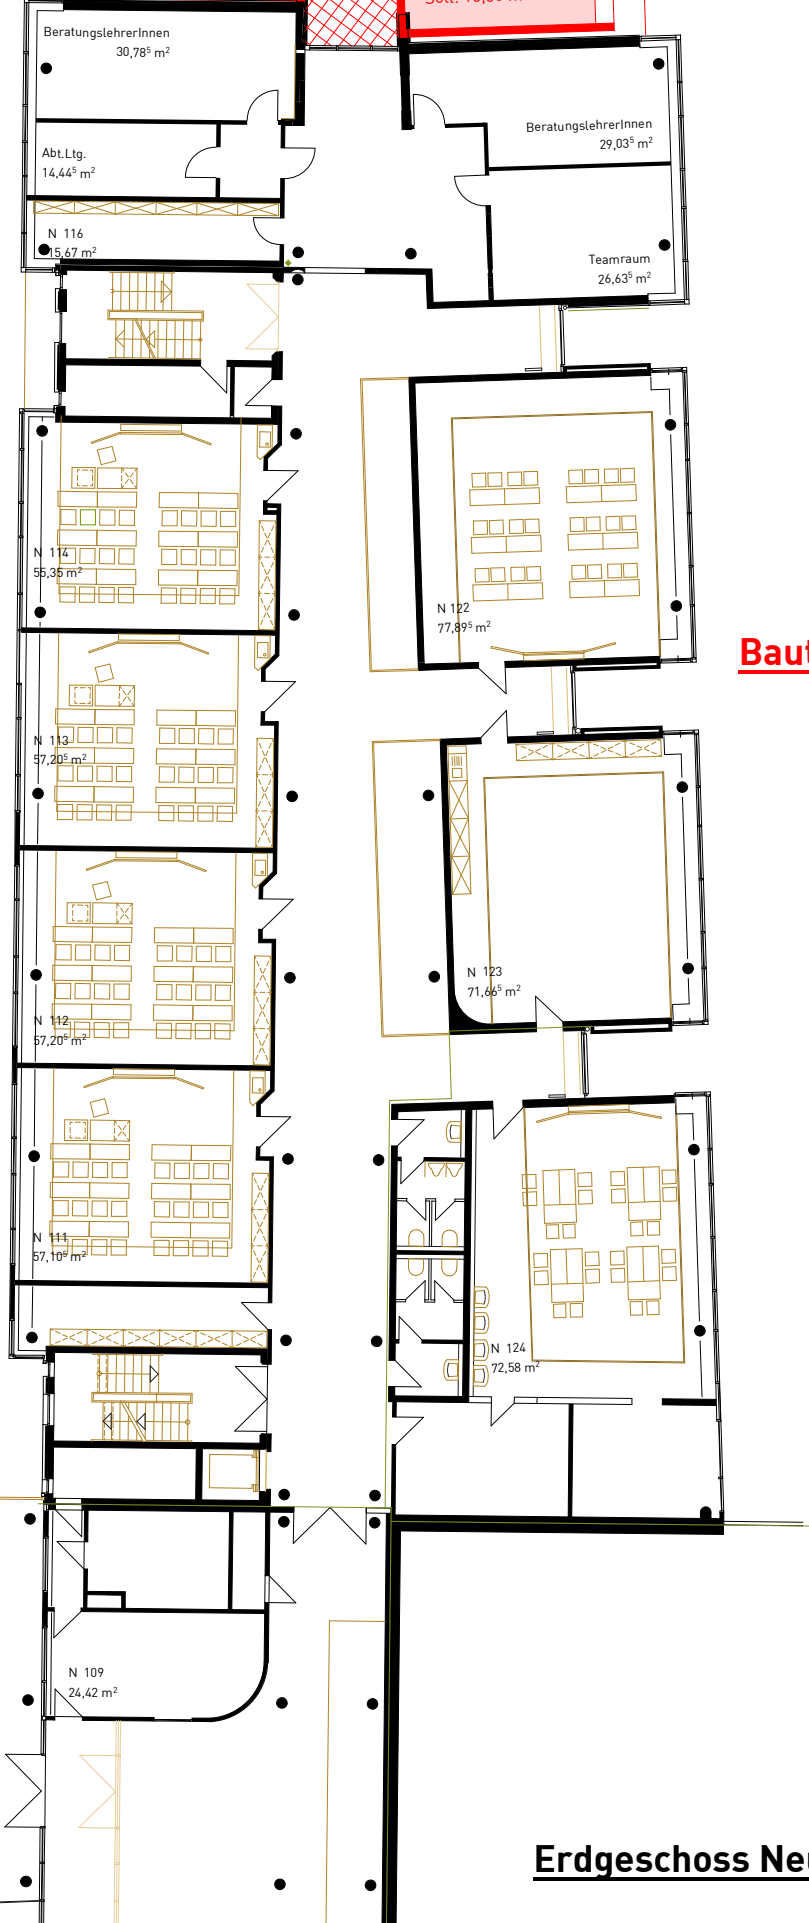 BeratungslehrerInnen
30,78⁵ m²
BeratungslehrerInnen
29,03⁵ m²
Abt.Ltg.
14,44⁵ m²
N 116
15,67 m²
Teamraum
26,63⁵ m²
N 114
55,35 m²
N 122
77,89⁵ m²
N 113
57,20⁵ m²
N 123
71,66⁵ m²
N 112
57,20⁵ m²
N 111
57,10⁵ m²
N 124
72,58 m²
N 109
24,42 m²
Erdgeschoss